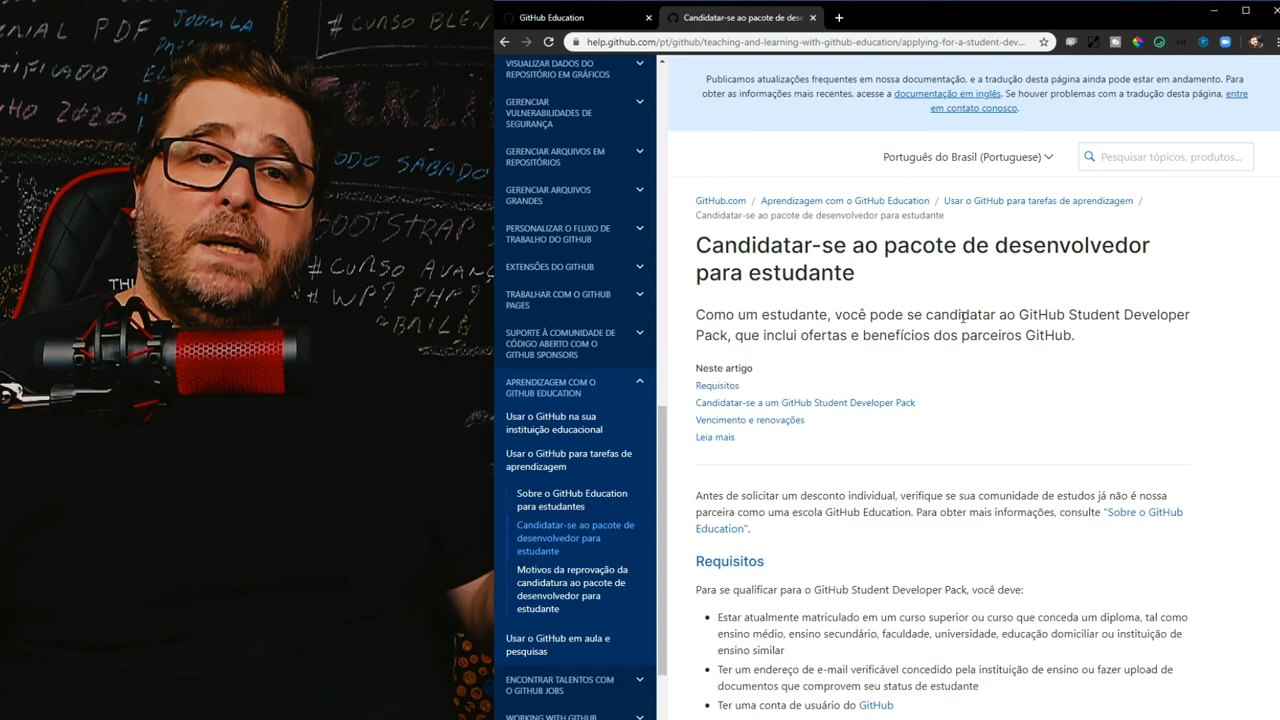 NIAL PDF
JOOMLA
# CURSO BLEN
TIFICADO
2020
SÁBADO
BOOTSTRAP
# CURSO AVAN
# WP? PHP?
GitHub Education
Candidatar-se ao pacote de dese
help.github.com/pt/github/teaching-and-learning-with-github-education/applying-for-a-student-dev...
VISUALIZAR DADOS DO
REPOSITÓRIO EM GRÁFICOS
GERENCIAR
VULNERABILIDADES DE
SEGURANÇA
GERENCIAR ARQUIVOS EM
REPOSITÓRIOS
GERENCIAR ARQUIVOS
GRANDES
PERSONALIZAR O FLUXO DE
TRABALHO DO GITHUB
EXTENSÕES DO GITHUB
TRABALHAR COM O GITHUB
PAGES
SUPORTE À COMUNIDADE DE
CÓDIGO ABERTO COM O
GITHUB SPONSORS
APRENDIZAGEM COM O
GITHUB EDUCATION
Usar o GitHub na sua
instituição educacional
Usar o GitHub para tarefas de
aprendizagem
Sobre o GitHub Education
para estudantes
Candidatar-se ao pacote de
desenvolvedor para
estudante
Motivos da reprovação da
candidatura ao pacote de
desenvolvedor para
estudante
Usar o GitHub em aula e
pesquisas
ENCONTRAR TALENTOS COM
O GITHUB JOBS
WORKING WITH GITHUB
Publicamos atualizações frequentes em nossa documentação, e a tradução desta página ainda pode estar em andamento. Para
obter as informações mais recentes, acesse a documentação em inglês. Se houver problemas com a tradução desta página, entre
em contato conosco.
Português do Brasil (Portuguese)
Pesquisar tópicos, produtos...
GitHub.com / Aprendizagem com o GitHub Education / Usar o GitHub para tarefas de aprendizagem /
Candidatar-se ao pacote de desenvolvedor para estudante
Candidatar-se ao pacote de desenvolvedor
para estudante
Como um estudante, você pode se candidatar ao GitHub Student Developer
Pack, que inclui ofertas e benefícios dos parceiros GitHub.
Neste artigo
Requisitos
Candidatar-se a um GitHub Student Developer Pack
Vencimento e renovações
Leia mais
Antes de solicitar um desconto individual, verifique se sua comunidade de estudos já não é nossa
parceira como uma escola GitHub Education. Para obter mais informações, consulte "Sobre o GitHub
Education".
Requisitos
Para se qualificar para o GitHub Student Developer Pack, você deve:
• Estar atualmente matriculado em um curso superior ou curso que conceda um diploma, tal como
ensino médio, ensino secundário, faculdade, universidade, educação domiciliar ou instituição de
ensino similar
• Ter um endereço de e-mail verificável concedido pela instituição de ensino ou fazer upload de
documentos que comprovem seu status de estudante
• Ter uma conta de usuário do GitHub